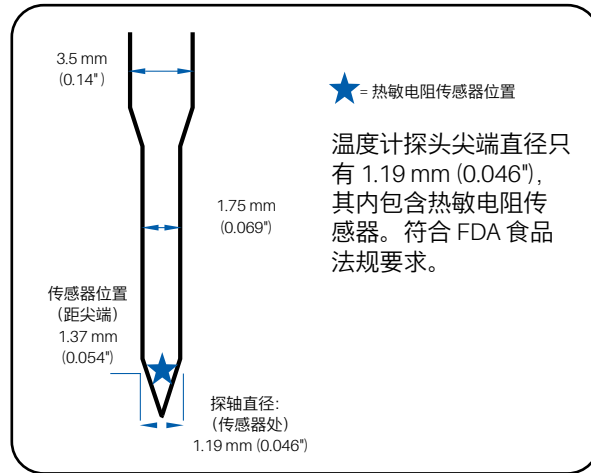 3.5 mm
(0.14")
= 热敏电阻传感器位置
温度计探头尖端直径只
有 1.19 mm (0.046"),
其内包含热敏电阻传
感器。符合 FDA 食品
法规要求。
1.75 mm
(0.069")
传感器位置
(距尖端)
1.37 mm
(0.054")
探轴直径:
(传感器处)
1.19 mm (0.046")